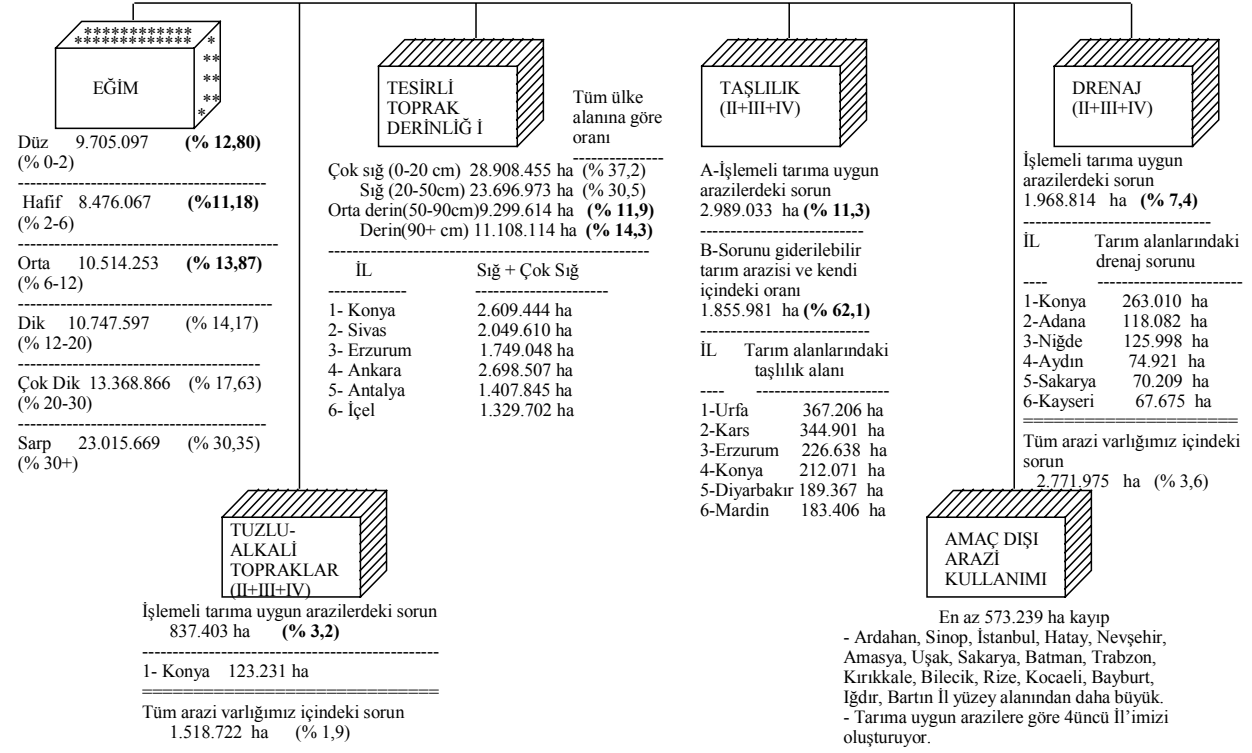 ************
************ *
**
**
**
*
EĞİM
Düz 9.705.097 (% 12,80)
(% 0-2)
--------------------------------------
Hafif 8.476.067 (%11,18)
(% 2-6)
----------------------------------------
Orta 10.514.253 (% 13,87)
(% 6-12)
---------------------------------------
Dik 10.747.597 (% 14,17)
(% 12-20)
-------------------------------------
Çok Dik 13.368.866 (% 17,63)
(% 20-30)
--------------------------------------
Sarp 23.015.669 (% 30,35)
(% 30+)
TESİRLİ
TOPRAK
DERİNLİĞ İ
Tüm ülke
alanına göre
oranı
--------------
Çok sığ (0-20 cm) 28.908.455 ha (% 37,2)
Sığ (20-50cm) 23.696.973 ha (% 30,5)
Orta derin(50-90cm)9.299.614 ha (% 11,9)
Derin(90+ cm) 11.108.114 ha (% 14,3)
-------------------------------------------------
İL Sığ + Çok Sığ
------------ --------------------
1- Konya 2.609.444 ha
2- Sivas 2.049.610 ha
3- Erzurum 1.749.048 ha
4- Ankara 2.698.507 ha
5- Antalya 1.407.845 ha
6- İçel 1.329.702 ha
TAŞLILIK
(II+III+IV)
A-İşlemeli tarıma uygun
arazilerdeki sorun
2.989.033 ha (% 11,3)
-------------------------
B-Sorunu giderilebilir
tarım arazisi ve kendi
içindeki oranı
1.855.981 ha (% 62,1)
--------------------------
İL Tarım alanlarındaki
taşlılık alanı
---- --------------------
1-Urfa 367.206 ha
2-Kars 344.901 ha
3-Erzurum 226.638 ha
4-Konya 212.071 ha
5-Diyarbakır 189.367 ha
6-Mardin 183.406 ha
DRENAJ
(II+III+IV)
İşlemeli tarıma uygun
arazilerdeki sorun
1.968.814 ha (% 7,4)
-----------------------------
İL Tarım alanlarındaki
drenaj sorunu
---- ----------------------
1-Konya 263.010 ha
2-Adana 118.082 ha
3-Niğde 125.998 ha
4-Aydın 74.921 ha
5-Sakarya 70.209 ha
6-Kayseri 67.675 ha
=====================
Tüm arazi varlığımız içindeki
sorun
2.771.975 ha (% 3,6)
TUZLU-
ALKALİ
TOPRAKLAR
(II+III+IV)
İşlemeli tarıma uygun arazilerdeki sorun
837.403 ha (% 3,2)
----------------------------------------------
1- Konya 123.231 ha
=============================
Tüm arazi varlığımız içindeki sorun
1.518.722 ha (% 1,9)
AMAÇ DIŞI
ARAZİ
KULLANIMI
En az 573.239 ha kayıp
- Ardahan, Sinop, İstanbul, Hatay, Nevşehir,
Amasya, Uşak, Sakarya, Batman, Trabzon,
Kırıkkale, Bilecik, Rize, Kocaeli, Bayburt,
Iğdır, Bartın İl yüzey alanından daha büyük.
- Tarıma uygun arazilere göre 4üncü İl’imizi
oluşturuyor.